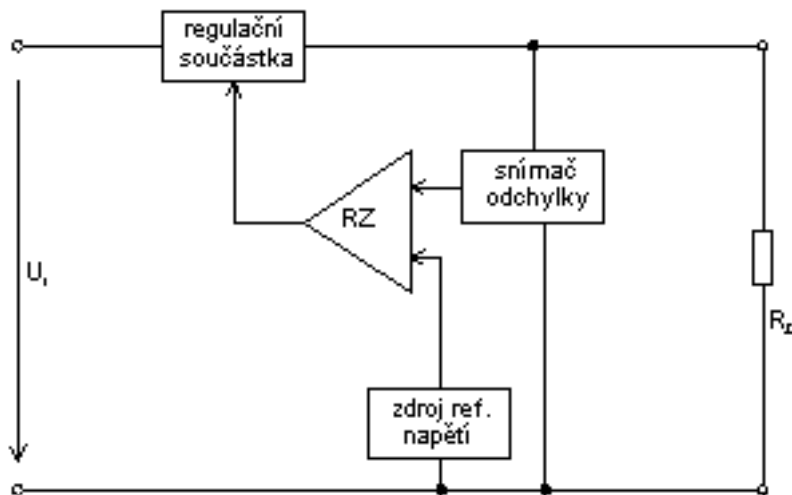 regulační
součástka
snímač
odchylky
RZ
zdroj ref.
napětí